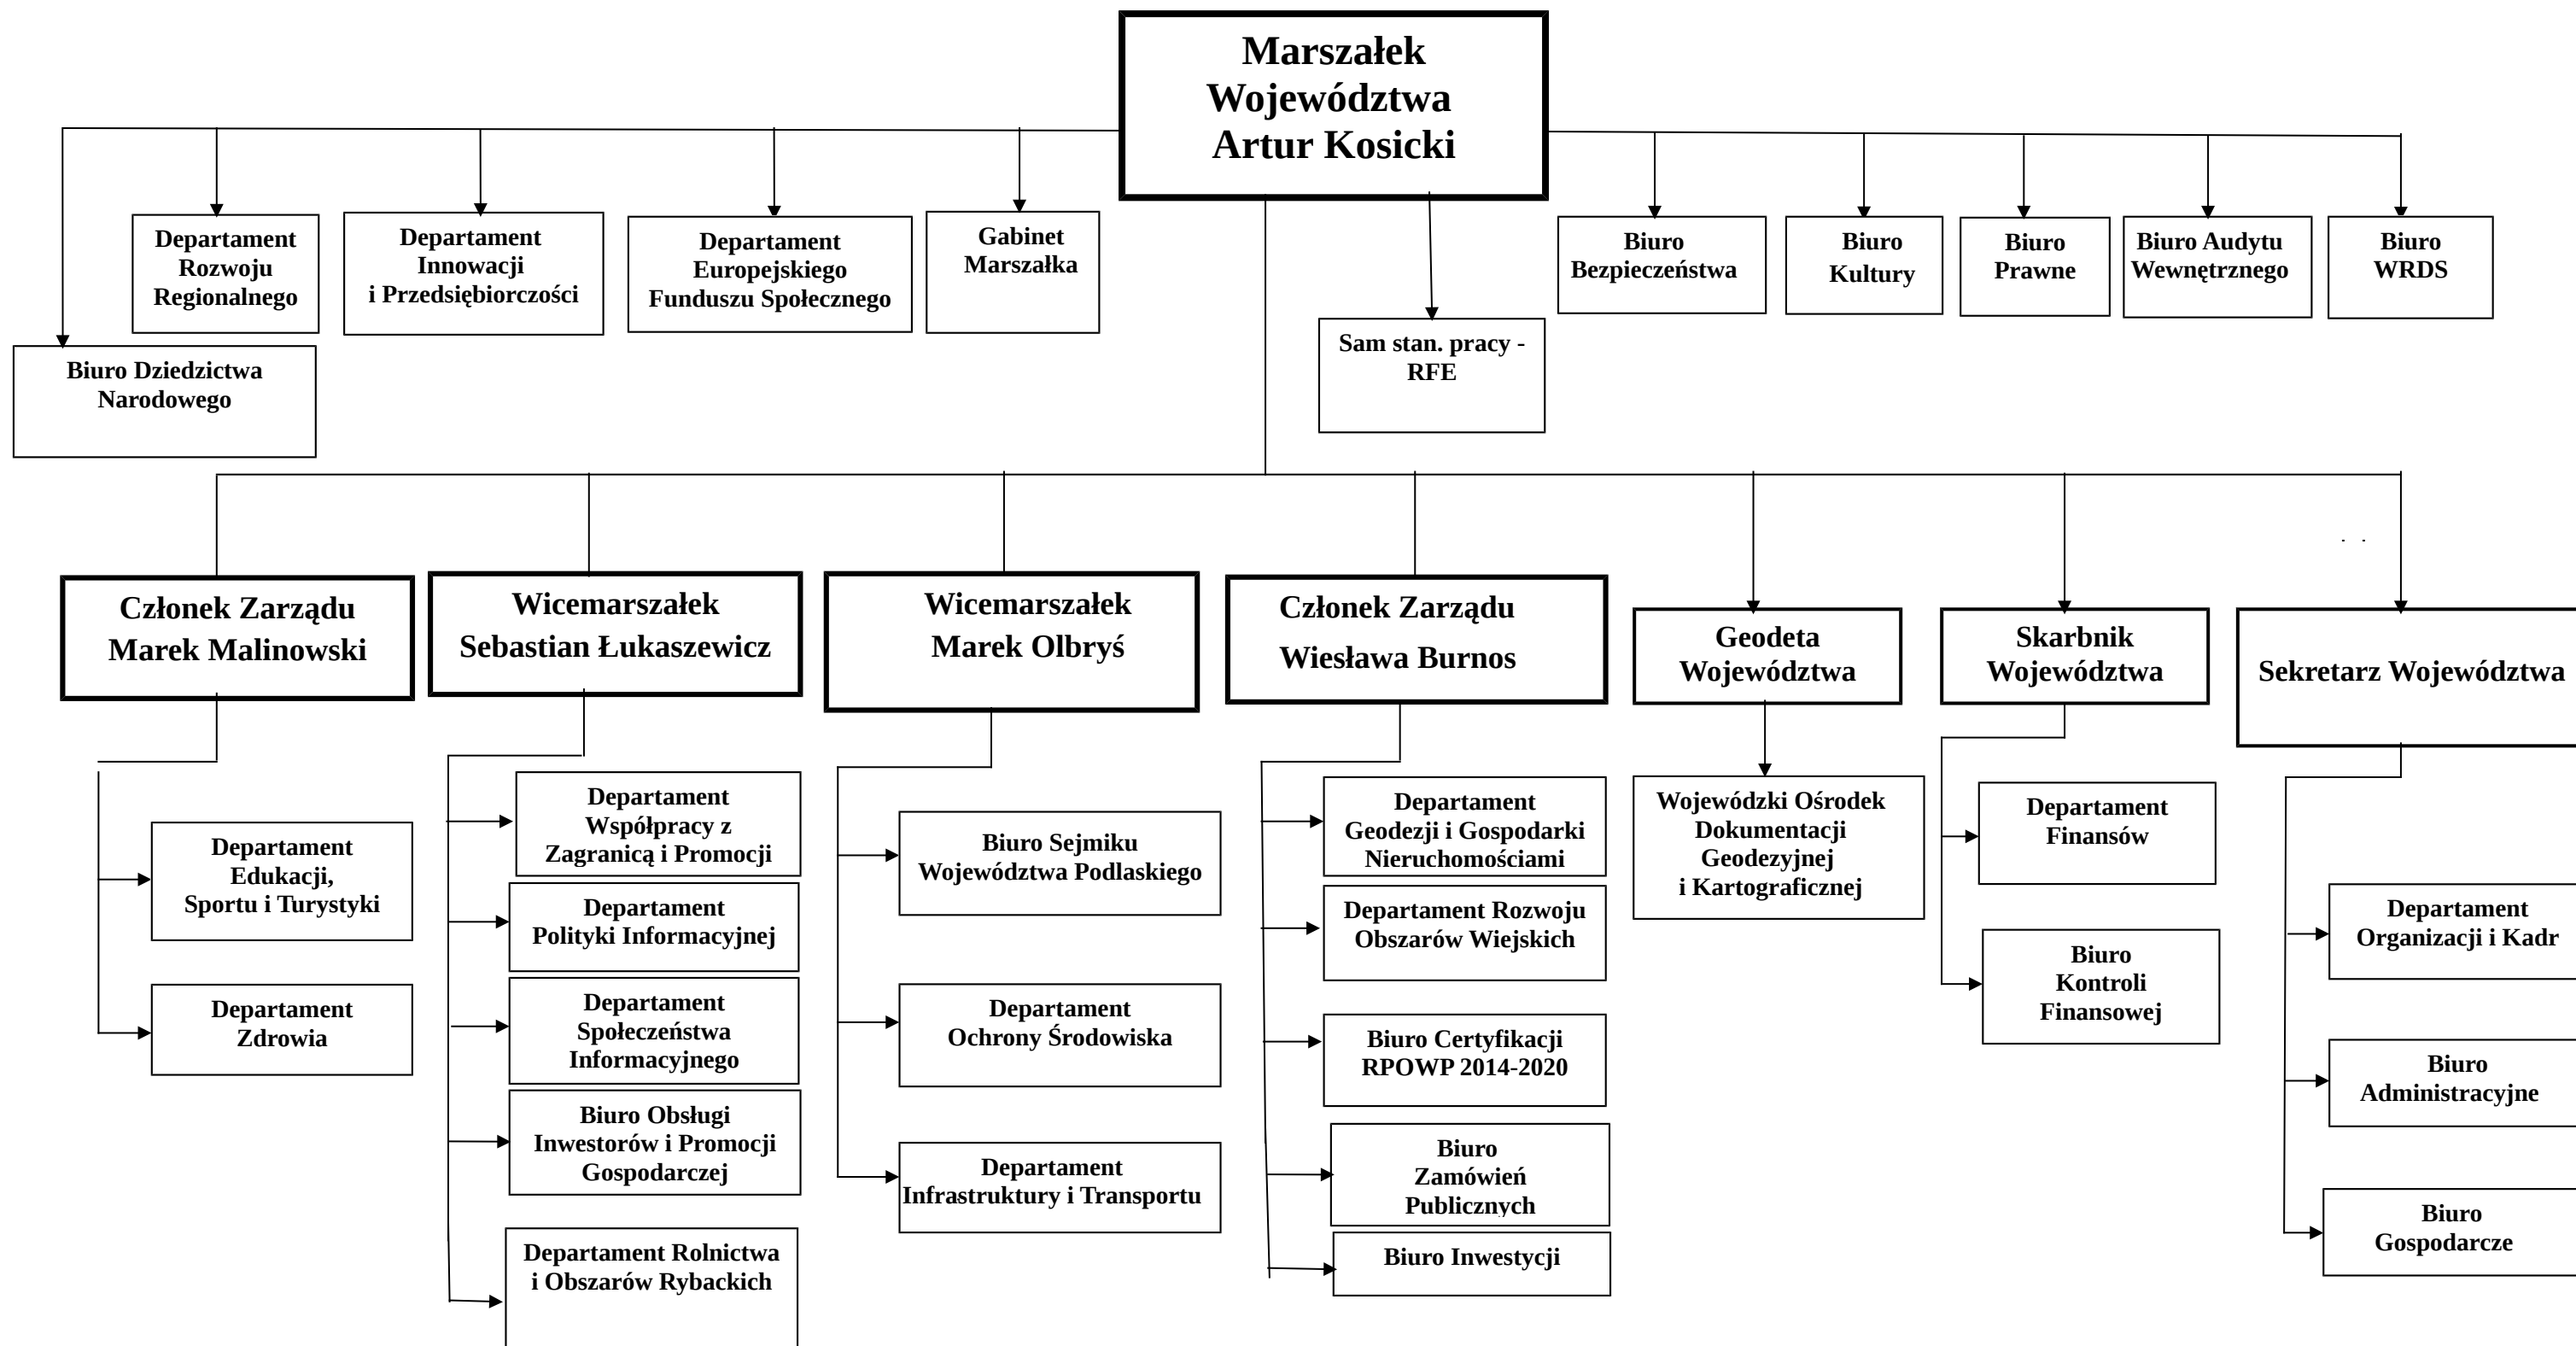 Marszałek
Województwa
Artur Kosicki
Departament
Rozwoju
Regionalnego
Departament
Innowacji
i Przedsiębiorczości
Departament
Europejskiego
Funduszu Społecznego
Gabinet
Marszałka
Biuro
Bezpieczeństwa
Biuro
Kultury
Biuro
Prawne
Biuro Audytu
Wewnętrznego
Biuro
WRDS
Sam stan. pracy -
RFE
Biuro Dziedzictwa
Narodowego
Członek Zarządu
Marek Malinowski
Wicemarszałek
Sebastian Łukaszewicz
Wicemarszałek
Marek Olbryś
Członek Zarządu
Wiesława Burnos
Geodeta
Województwa
Skarbnik
Województwa
Sekretarz Województwa
Departament
Edukacji,
Sportu i Turystyki
Departament
Zdrowia
Departament
Współpracy z
Zagranicą i Promocji
Departament
Polityki Informacyjnej
Departament
Społeczeństwa
Informacyjnego
Biuro Obsługi
Inwestorów i Promocji
Gospodarczej
Departament Rolnictwa
i Obszarów Rybackich
Biuro Sejmiku
Województwa Podlaskiego
Departament
Ochrony Środowiska
Departament
Infrastruktury i Transportu
Departament
Geodezji i Gospodarki
Nieruchomościami
Departament Rozwoju
Obszarów Wiejskich
Biuro Certyfikacji
RPOWP 2014-2020
Biuro
Zamówień
Publicznych
Biuro Inwestycji
Wojewódzki Ośrodek
Dokumentacji
Geodezyjnej
i Kartograficznej
Departament
Finansów
Biuro
Kontroli
Finansowej
Departament
Organizacji i Kadr
Biuro
Administracyjne
Biuro
Gospodarcze